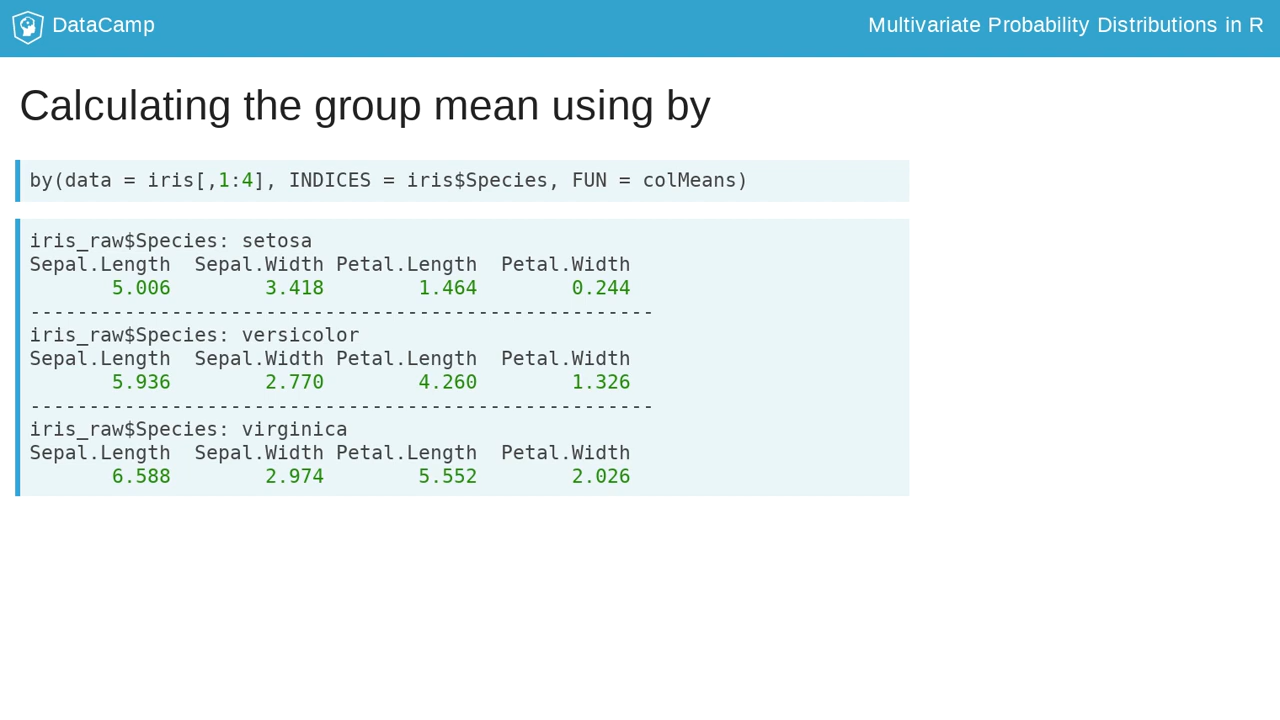 DataCamp
Multivariate Probability Distributions in R
Calculating the group mean using by
by(data = iris[,1:4], INDICES = iris$Species, FUN = colMeans)
iris_raw$Species: setosa
Sepal.Length  Sepal.Width Petal.Length  Petal.Width
       5.006        3.418        1.464        0.244
-----------------------------------------------------
iris_raw$Species: versicolor
Sepal.Length  Sepal.Width Petal.Length  Petal.Width
       5.936        2.770        4.260        1.326
-----------------------------------------------------
iris_raw$Species: virginica
Sepal.Length  Sepal.Width Petal.Length  Petal.Width
       6.588        2.974        5.552        2.026